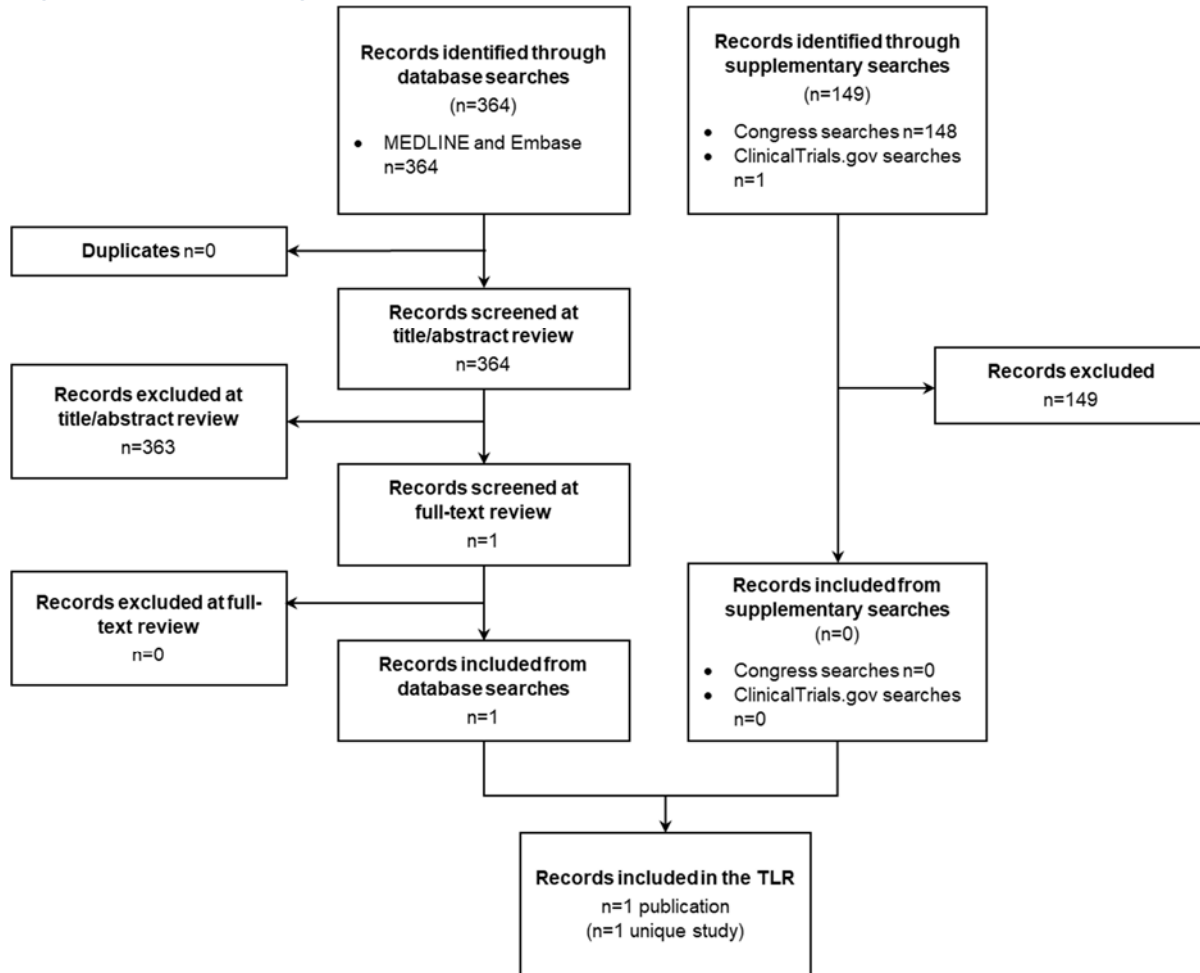 Records identified through
database searches
(n=364)
• MEDLINE and Embase
n=364
Records identified through
supplementary searches
(n=149)
• Congress searches n=148
• ClinicalTrials.gov searches
n=1
Duplicates n=0
Records screened at
title/abstract review
n=364
Records excluded at
title/abstract review
n=363
Records excluded
n=149
Records screened at
full-text review
n=1
Records excluded at full-
text review
n=0
Records included from
database searches
n=1
Records included from
supplementary searches
(n=0)
• Congress searches n=0
• ClinicalTrials.gov searches
n=0
Records included in the TLR
n=1 publication
(n=1 unique study)